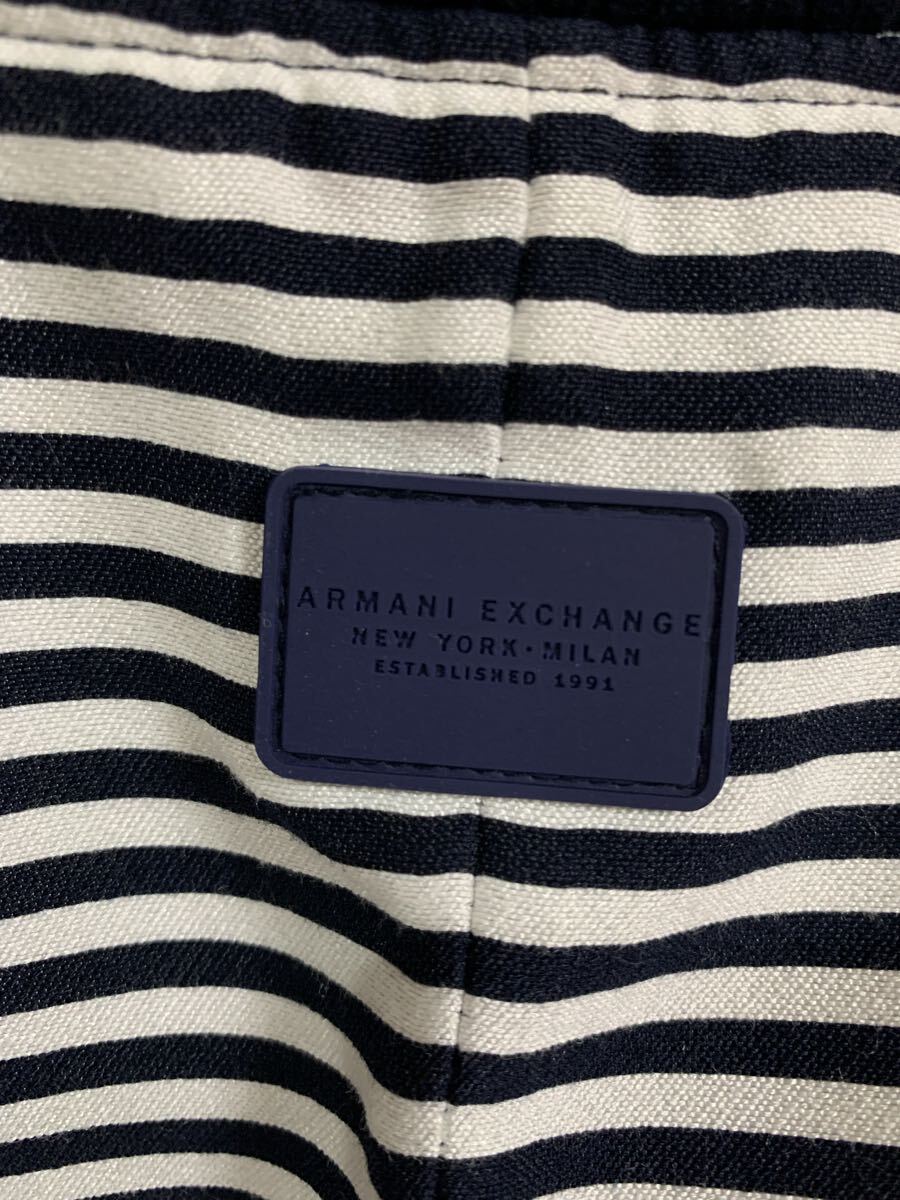 ARMANI EXCHANGE
NEW YORK·MILAN
ESTABLISHED 1991